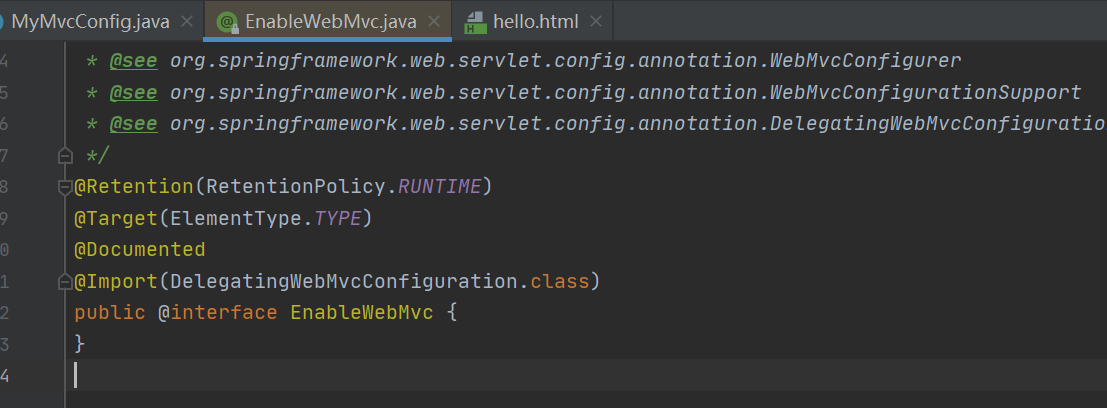 MyMvcConfig.java EnableWebMvc.java hello.html
4 * @see org.springframework.web.servlet.config.annotation.WebMvcConfigurer
5 * @see org.springframework.web.servlet.config.annotation.WebMvcConfigurationSupport
6 * @see org.springframework.web.servlet.config.annotation.DelegatingWebMvcConfiguratio
7 */
8 @Retention(RetentionPolicy.RUNTIME)
9 @Target(ElementType.TYPE)
0 @Documented
1 @Import(DelegatingWebMvcConfiguration.class)
2 public @interface EnableWebMvc {
3 }
4